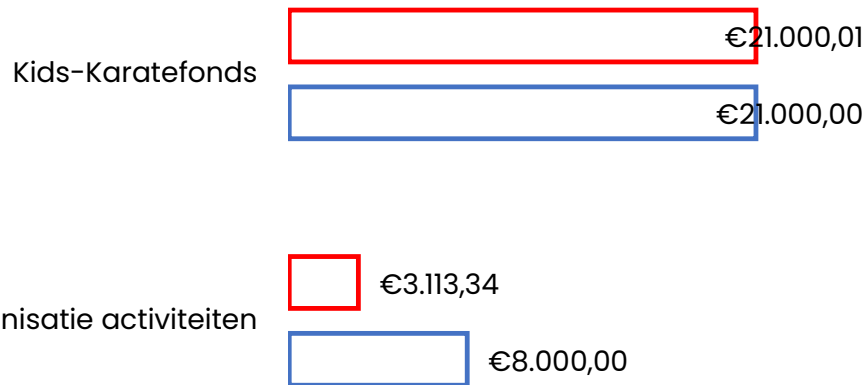 €21.000,01
Kids-Karatefonds
€21.000,00
€3.113,34
nisatie activiteiten
€8.000,00